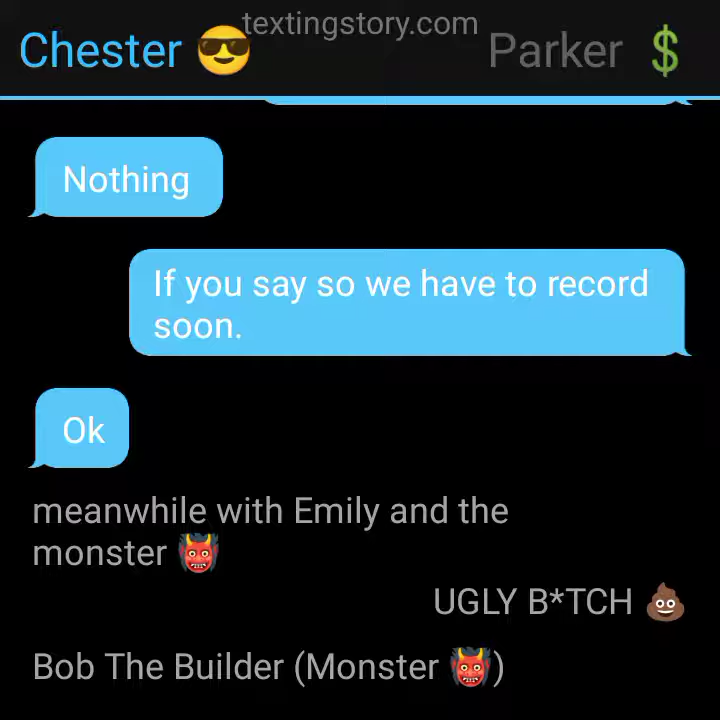 textingstory.com
Chester 😎 Parker 💲
Nothing
If you say so we have to record
soon.
Ok
meanwhile with Emily and the
monster 👹
UGLY B*TCH 💩
Bob The Builder (Monster 👹)